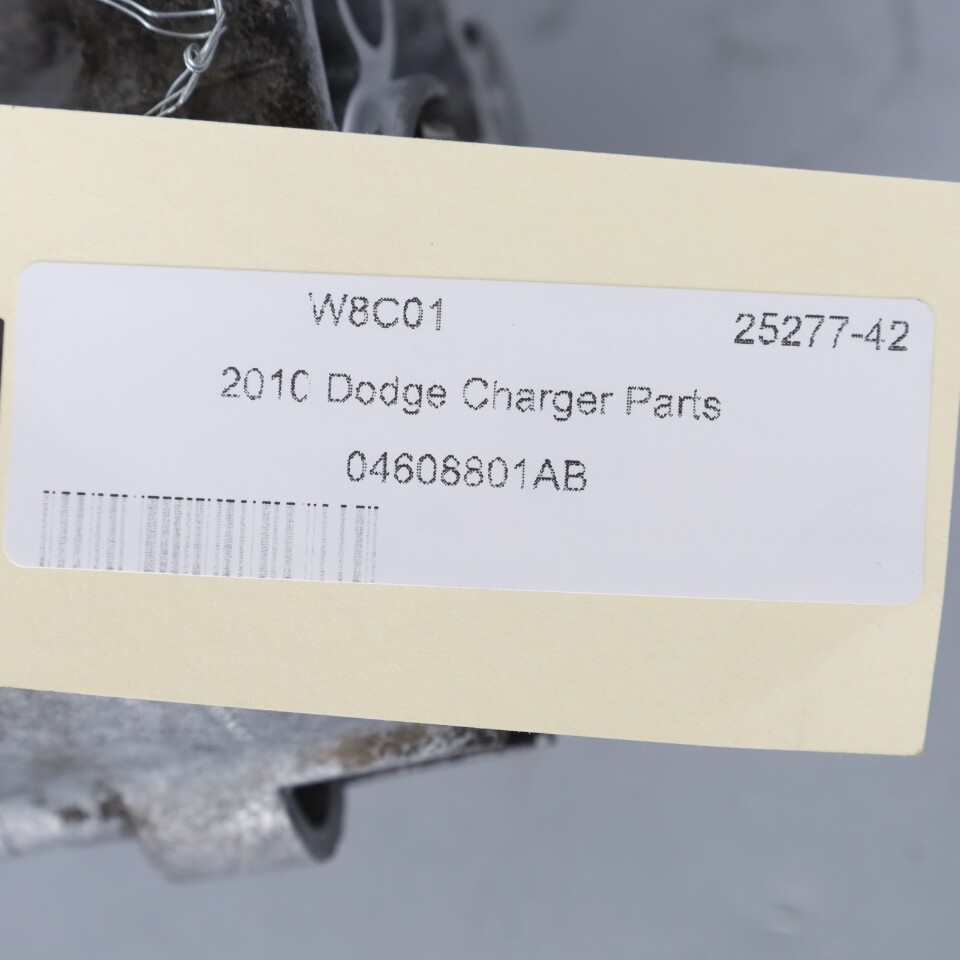 W8C01 25277-42
2010 Dodge Charger Parts
04608801AB